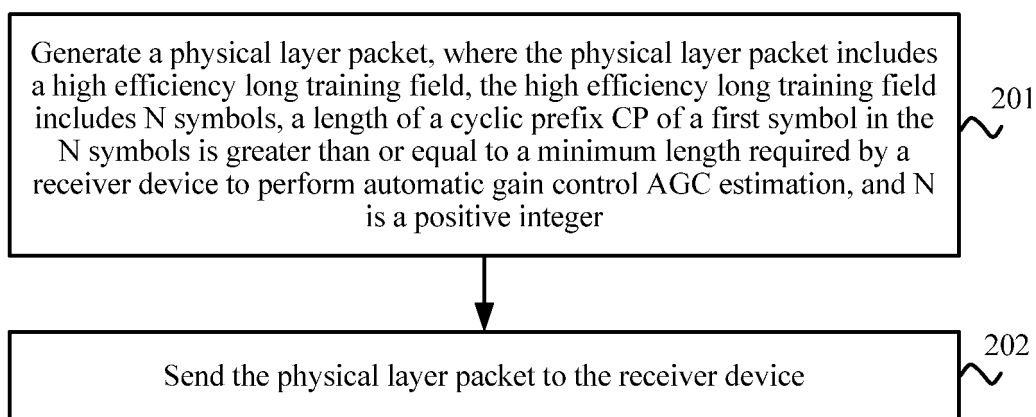 Generate a physical layer packet, where the physical layer packet includes
a high efficiency long training field, the high efficiency long training field
includes N symbols, a length of a cyclic prefix CP of a first symbol in the
N symbols is greater than or equal to a minimum length required by a
receiver device to perform automatic gain control AGC estimation, and N
is a positive integer
201
Send the physical layer packet to the receiver device
202